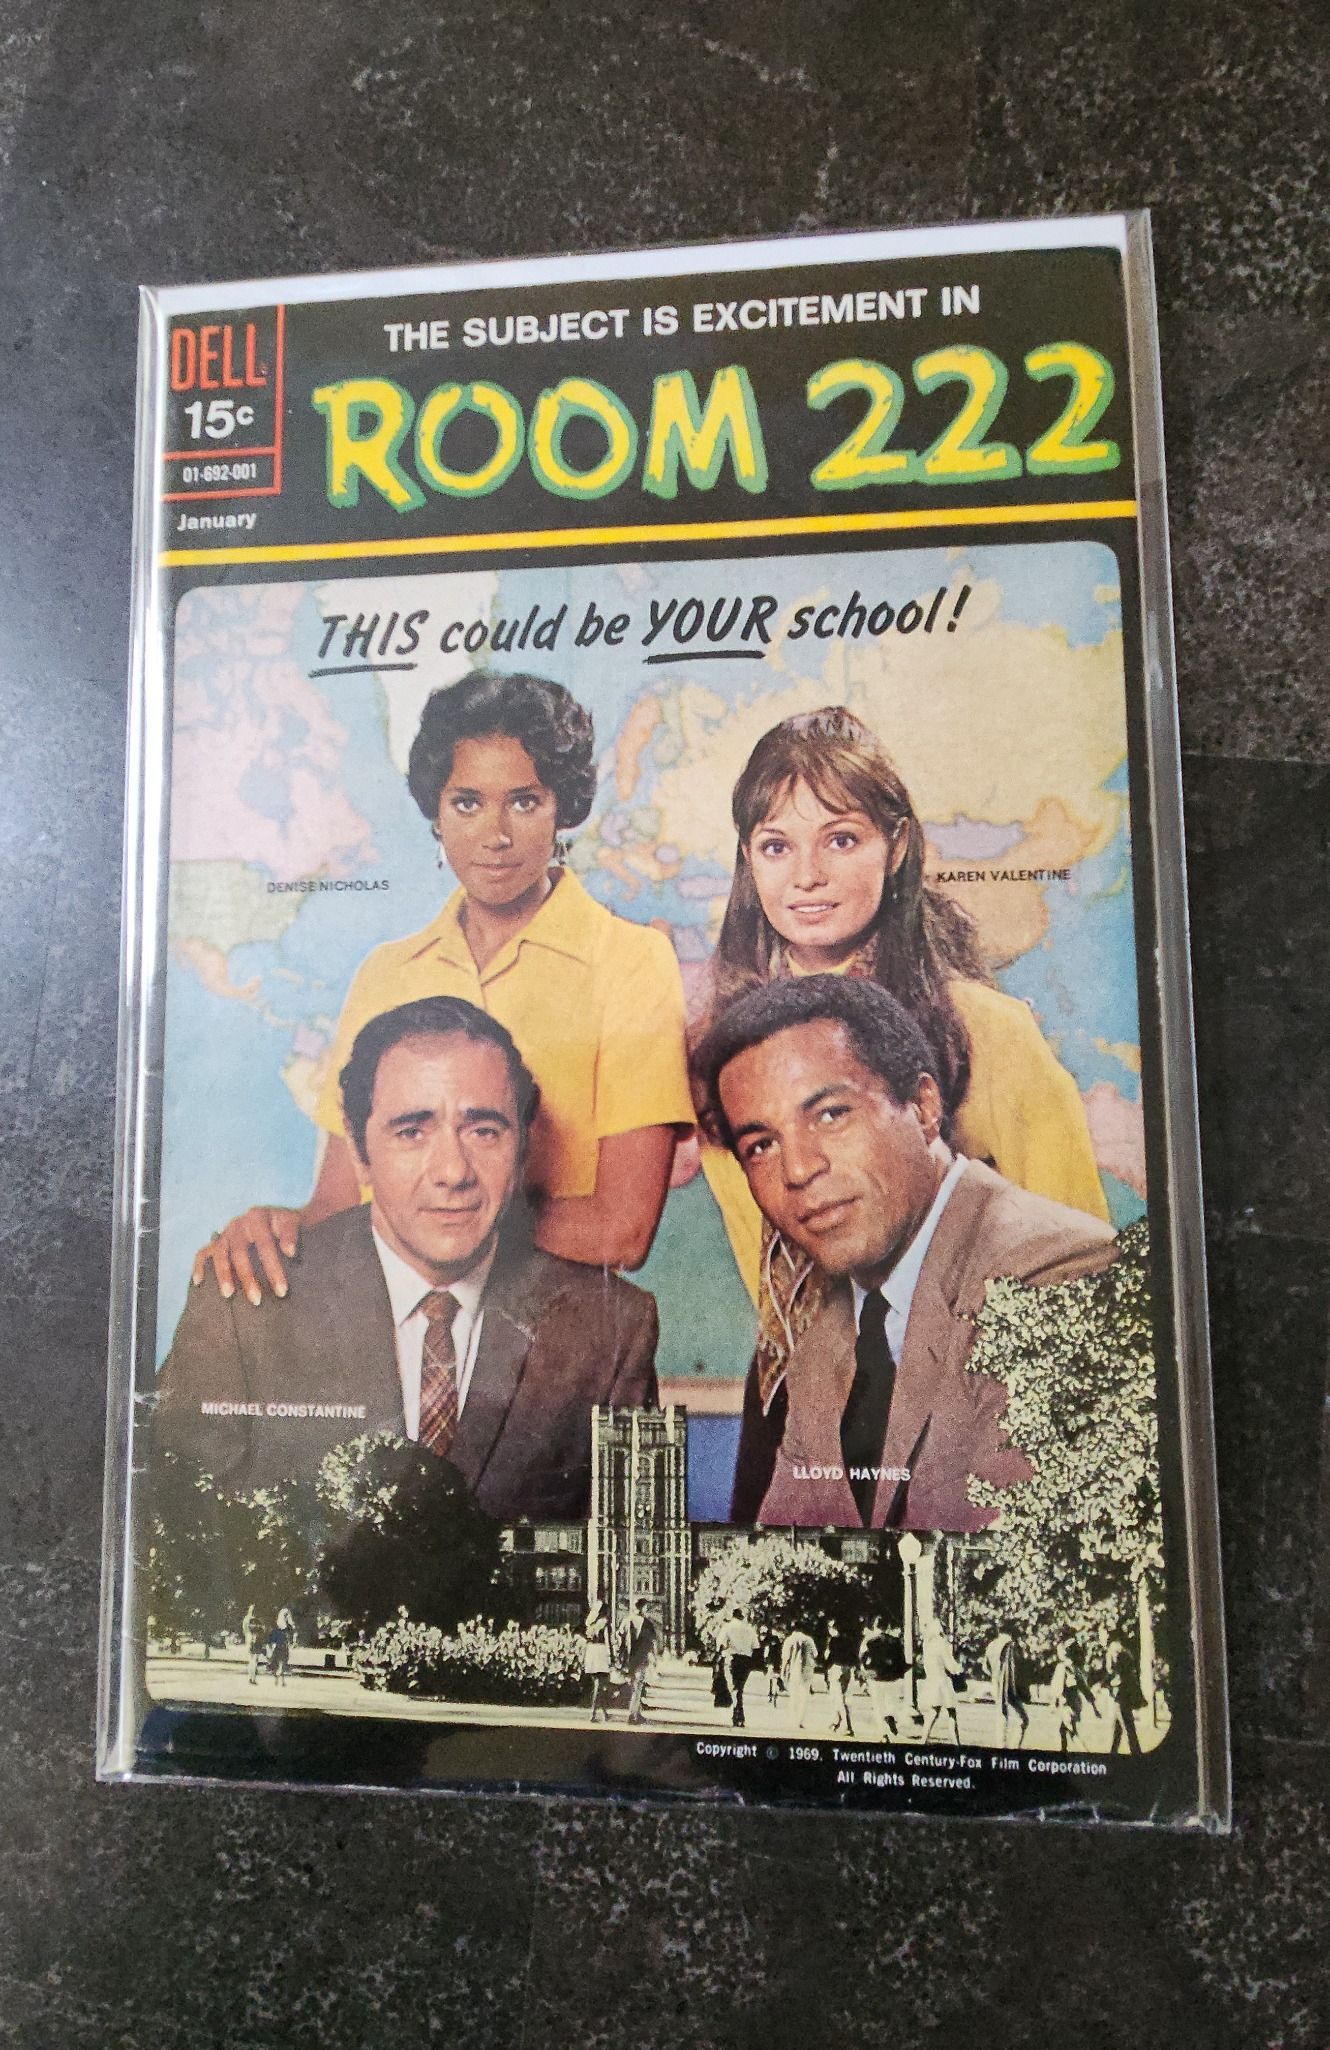 THE SUBJECT IS EXCITEMENT IN
DELL
15c
01-692-001
January
ROOM 222
THIS could be YOUR school!
DENISE NICHOLAS
KAREN VALENTINE
MICHAEL CONSTANTINE
LLOYD HAYNES
Copyright © 1969, Twentieth Century-Fox Film Corporation
All Rights Reserved.